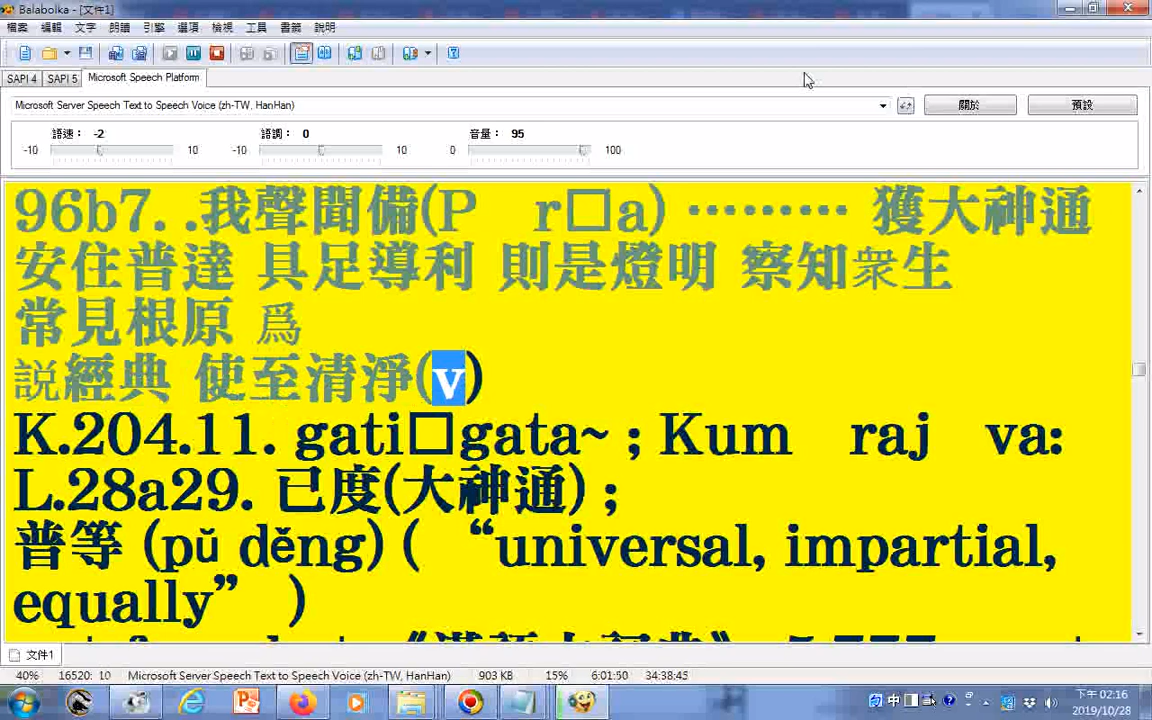 Balabolka - [文件1]
檔案 編輯 文字 朗讀 引擎 選項 檢視 工具 書籤 說明
SAPI 4 SAPI 5 Microsoft Speech Platform
Microsoft Server Speech Text to Speech Voice (zh-TW, HanHan) 關於 預設
語速： -2 語調： 0 音量： 95
-10 10 -10 10 0 100
96b7. .我聲聞備(P r□a) ⋯⋯⋯ 獲大神通
安住普達 具足導利 則是燈明 察知衆生
常見根原 爲
説經典 使至清淨(v)
K.204.11. gati□gata~ ; Kum raj va:
L.28a29. 已度(大神通) ;
普等 (pǔ děng) ( “universal, impartial,
equally” )
文件1
40% 16520: 10 Microsoft Server Speech Text to Speech Voice (zh-TW, HanHan) 903 KB 15% 6:01:50 34:38:45
中 下午 02:16
2019/10/28